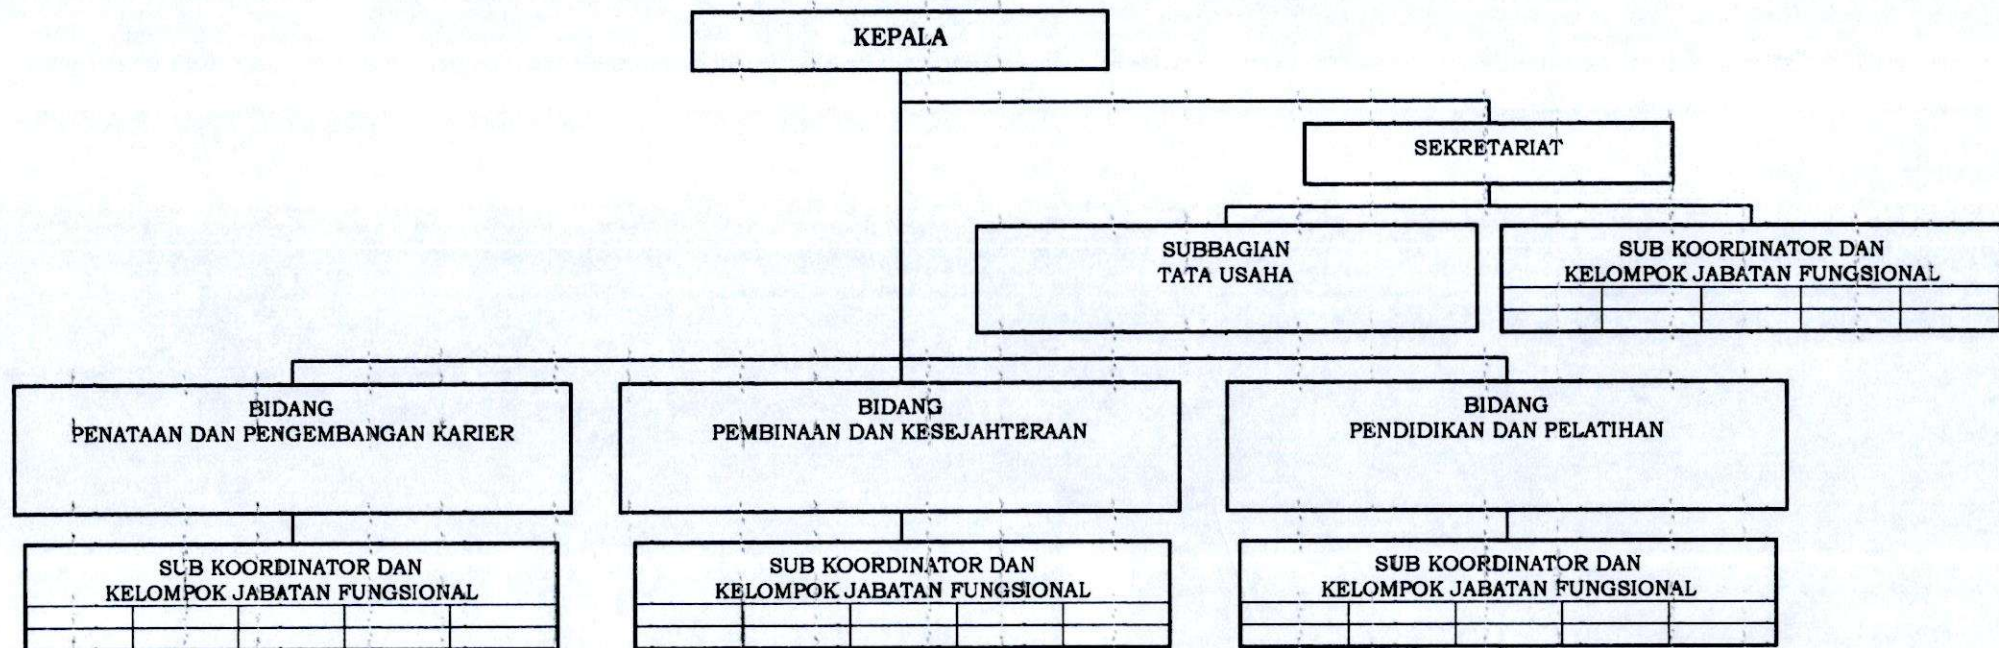 KEPALA
SEKRETARIAT
SUBBAGIAN
TATA USAHA
SUB KOORDINATOR DAN
KELOMPOK JABATAN FUNGSIONAL
BIDANG
PENATAAN DAN PENGEMBANGAN KARIER
BIDANG
PEMBINAAN DAN KESEJAHTERAAN
BIDANG
PENDIDIKAN DAN PELATIHAN
SUB KOORDINATOR DAN
KELOMPOK JABATAN FUNGSIONAL
SUB KOORDINATOR DAN
KELOMPOK JABATAN FUNGSIONAL
SUB KOORDINATOR DAN
KELOMPOK JABATAN FUNGSIONAL